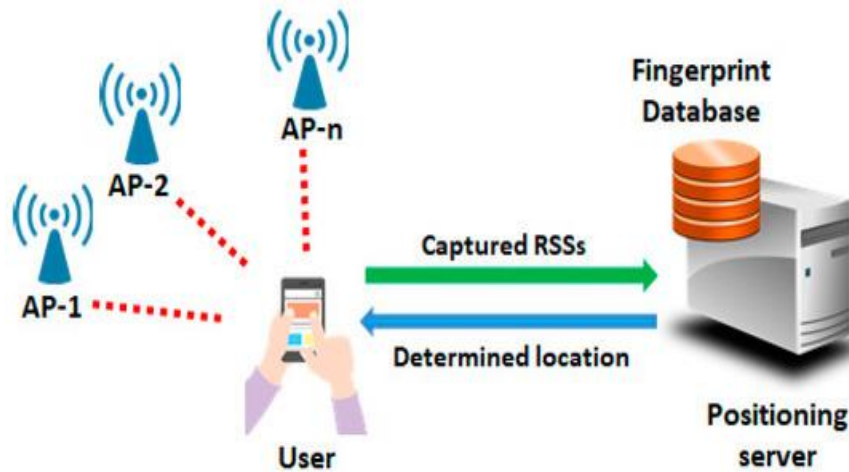 AP-n
AP-2
AP-1
User
Captured RSSs
Determined location
Fingerprint
Database
Positioning
server